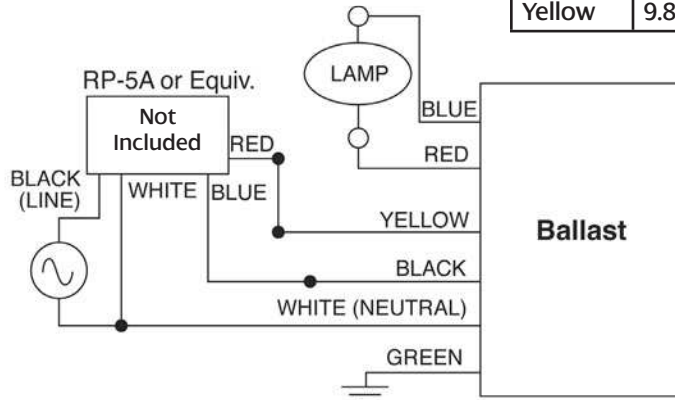 Yellow 9.8
RP-5A or Equiv.
LAMP
Not
Included
BLUE
RED
RED
BLACK
(LINE)
WHITE
BLUE
YELLOW
Ballast
BLACK
WHITE (NEUTRAL)
GREEN